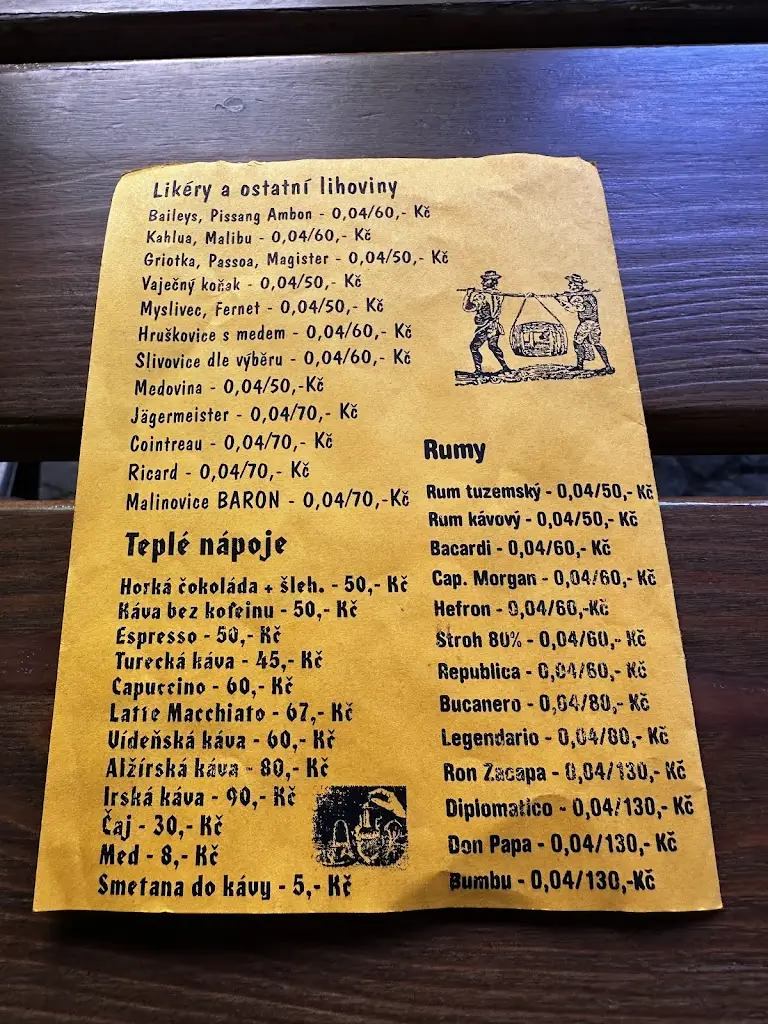 Likéry a ostatní lihoviny
Baileys, Pissang Ambon - 0,04/60,- Kč
Kahlua, Malibu - 0,04/60,- Kč
Griotka, Passoa, Magister - 0,04/50,- Kč
Vaječný koňak - 0,04/50,- Kč
Myslivec, Fernet - 0,04/50,- Kč
Hruškovice s medem - 0,04/60,- Kč
Slivovice dle výběru - 0,04/60,- Kč
Medovina - 0,04/50,-Kč
Jägermeister - 0,04/70,- Kč
Cointreau - 0,04/70,- Kč
Ricard - 0,04/70,- Kč
Malinovice BARON - 0,04/70,-Kč
Teplé nápoje
Horká čokoláda + šleh. - 50,- Kč
Káva bez kofeinu - 50,- Kč
Espresso - 50,- Kč
Turecká káva - 45,- Kč
Capuccino - 60,- Kč
Latte Macchiato - 67,- Kč
Vídeňská káva - 60,- Kč
Alžírská káva - 80,- Kč
Irská káva - 90,- Kč
Čaj - 30,- Kč
Med - 8,- Kč
Smetana do kávy - 5,- Kč
Rumy
Rum tuzemský - 0,04/50,- Kč
Rum kávový - 0,04/50,- Kč
Bacardi - 0,04/60,- Kč
Cap. Morgan - 0,04/60,- Kč
Hefron - 0,04/60,-Kč
Stroh 80% - 0,04/60,- Kč
Republica - Kč
Bucanero - 0,04/80,- Kč
Legendario - 0,04/80,- Kč
Ron Zacapa - 0,04/130,- Kč
Diplomatico - 0,04/130,- Kč
Don Papa - 0,04/130,- Kč
Bumbu - 0,04/130,-Kč